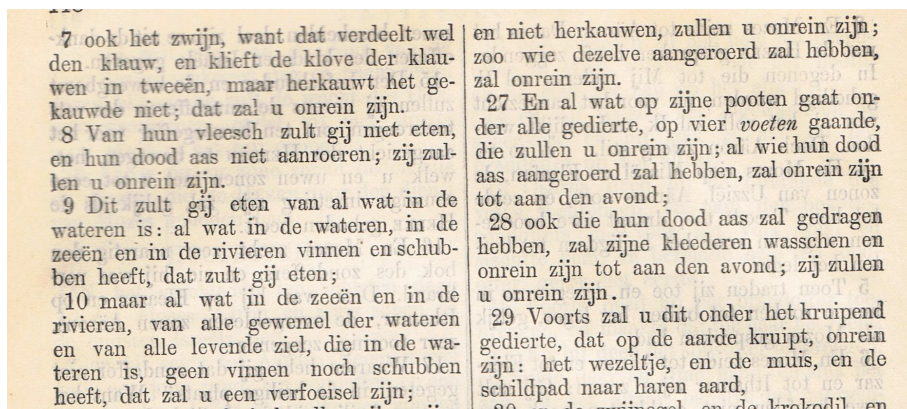 7 ook het zwijn, want dat verdeelt wel
den klauw, en klieft de klove der klau-
wen in tweeën, maar herkauwt het ge-
kauwde niet; dat zal u onrein zijn.
8 Van hun vleesch zult gij niet eten,
en hun dood aas niet aanroeren; zij zul-
len u onrein zijn.
9 Dit zult gij eten van al wat in de
wateren is: al wat in de wateren, in de
zeeën en in de rivieren vinnen en schub-
ben heeft, dat zult gij eten;
10 maar al wat in de zeeën en in de
rivieren, van alle gewemel der wateren
en van alle levende ziel, die in de wa-
teren is, geen vinnen noch schubben
heeft, dat zal u een verfoeisel zijn;
en niet herkauwen, zullen u onrein zijn;
zoo wie dezelve aangeroerd zal hebben,
zal onrein zijn.
27 En al wat op zijne pooten gaat on-
der alle gedierte, op vier voeten gaande,
die zullen u onrein zijn; al wie hun dood
aas aangeroerd zal hebben, zal onrein zijn
tot aan den avond;
28 ook die hun dood aas zal gedragen
hebben, zal zijne kleederen wasschen en
onrein zijn tot aan den avond; zij zullen
u onrein zijn.
29 Voorts zal u dit onder het kruipend
gedierte, dat op de aarde kruipt, onrein
zijn: het wezeltje, en de muis, en de
schildpad naar haren aard;
30 en de zwijnegel, en de krokodil, en